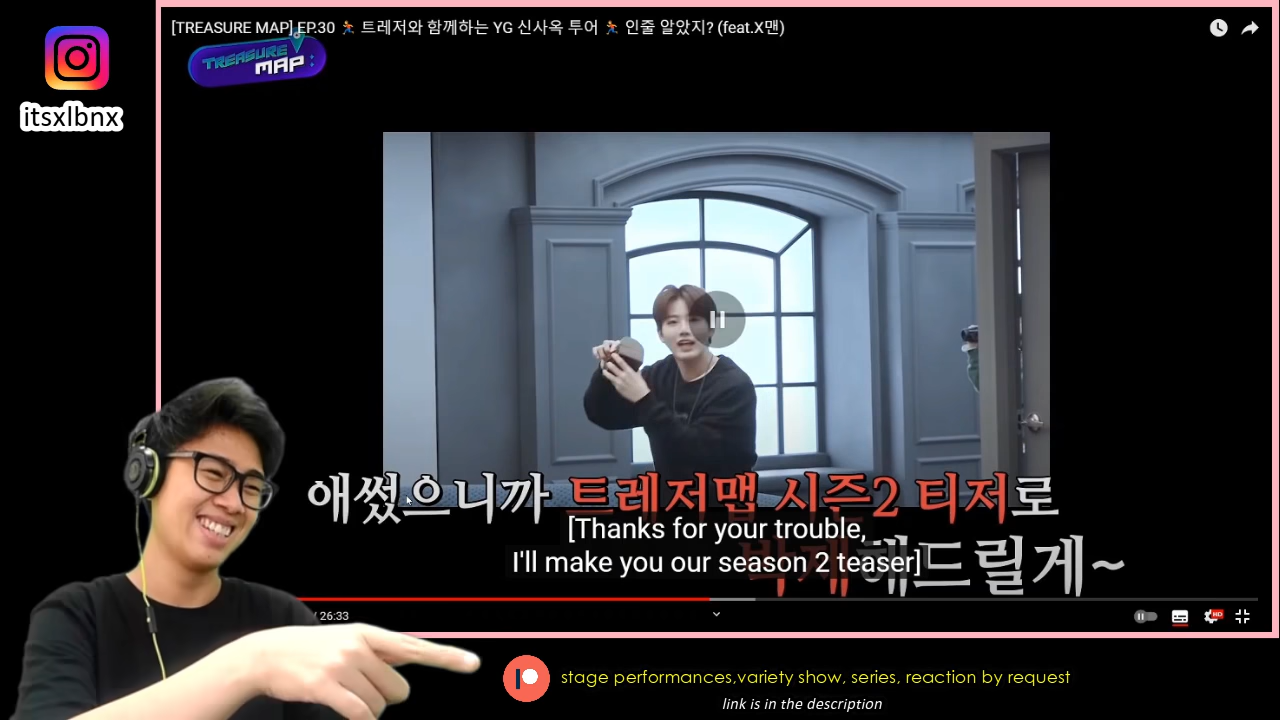 [TREASURE MAP] EP.30 🏃 트레저와 함께하는 YG 신사옥 투어 🏃 인줄 알았지? (feat.X맨)
TREASURE
MAP
itsxlbnx
애썼으니까 트레저맵 시즌2 티저로
박제해드릴게~
[Thanks for your trouble,
I'll make you our season 2 teaser]
/ 26:33
HD
stage performances,variety show, series, reaction by request
link is in the description